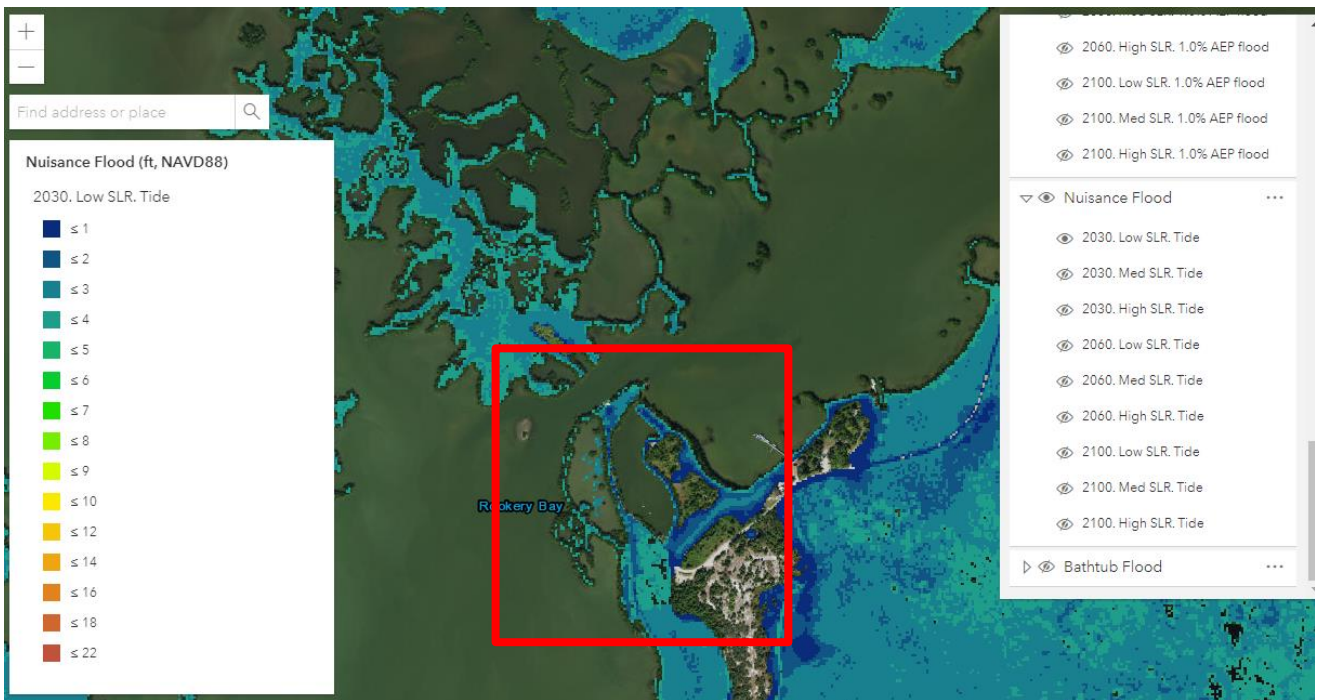 +
−
Find address or place
Nuisance Flood (ft, NAVD88)
2030. Low SLR. Tide
≤ 1
≤ 2
≤ 3
≤ 4
≤ 5
≤ 6
≤ 7
≤ 8
≤ 9
≤ 10
≤ 12
≤ 14
≤ 16
≤ 18
≤ 22
Rookery Bay
2060. High SLR. 1.0% AEP flood
2100. Low SLR. 1.0% AEP flood
2100. Med SLR. 1.0% AEP flood
2100. High SLR. 1.0% AEP flood
Nuisance Flood ...
2030. Low SLR. Tide
2030. Med SLR. Tide
2030. High SLR. Tide
2060. Low SLR. Tide
2060. Med SLR. Tide
2060. High SLR. Tide
2100. Low SLR. Tide
2100. Med SLR. Tide
2100. High SLR. Tide
Bathtub Flood ...